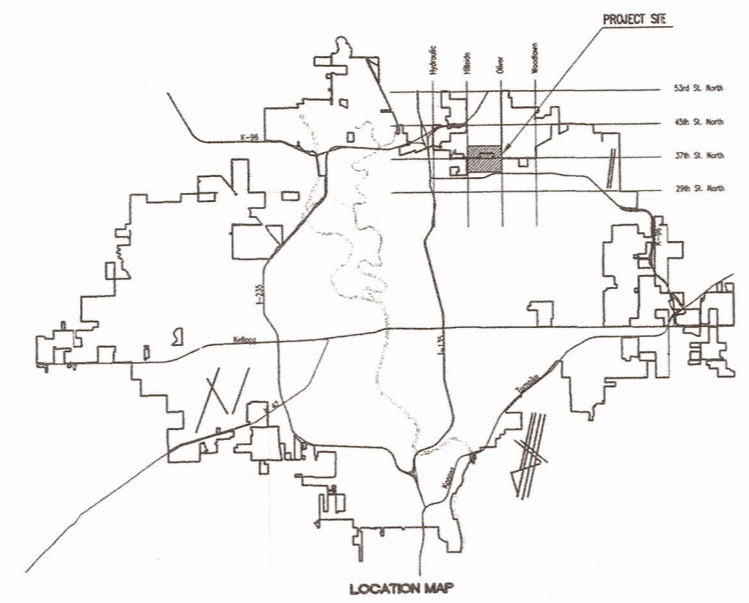 PROJECT SITE
Hydraulic
Hillside
Oliver
Woodlawn
53rd St. North
45th St. North
K-96
37th St. North
29th St. North
K-96
I-235
Kellogg
I-135
Turnpike
Kansas
LOCATION MAP